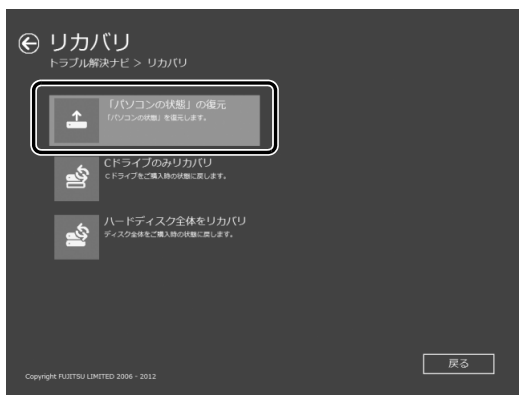 リカバリ
トラブル解決ナビ > リカバリ
「パソコンの状態」の復元
「パソコンの状態」を復元します。
Cドライブのみリカバリ
Cドライブをご購入時の状態に戻します。
ハードディスク全体をリカバリ
ディスク全体をご購入時の状態に戻します。
戻る
Copyright FUJITSU LIMITED 2006 - 2012